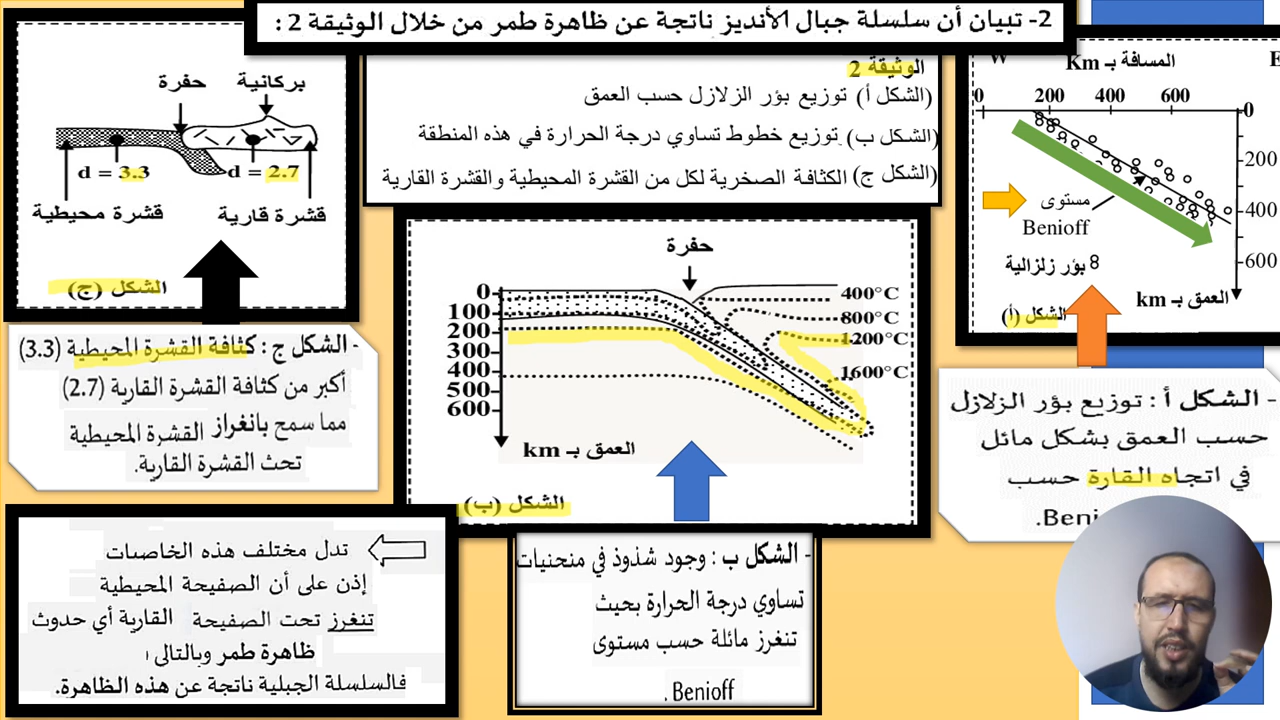 2- تبيان أن سلسلة جبال الأنديز ناتجة عن ظاهرة طمر من خلال الوثيقة 2 :
الوثيقة 2
(الشكل أ) توزيع بؤر الزلازل حسب العمق
(الشكل ب) توزيع خطوط تساوي درجة الحرارة في هذه المنطقة
(الشكل ج) الكثافة الصخرية لكل من القشرة المحيطية والقشرة القارية
W المسافة بـ Km E
0 200 400 600
0
200
400
600
مستوى
Benioff
8 بؤر زلزالية
العمق بـ km
الشكل (أ)
- الشكل أ : توزيع بؤر الزلازل
حسب العمق بشكل مائل
في اتجاه القارة حسب
حفرة
0
100
200
300
400
500
600
400°C
800°C
1200°C
1600°C
العمق بـ km
الشكل (ب)
- الشكل ب : وجود شذوذ في منحنيات
تساوي درجة الحرارة بحيث
تنغرز مائلة حسب مستوى
Benioff .
حفرة بركانية
d = 3.3 d = 2.7
قشرة محيطية قشرة قارية
الشكل (ج)
- الشكل ج : كثافة القشرة المحيطية (3.3)
أكبر من كثافة القشرة القارية (2.7)
مما سمح بانغراز القشرة المحيطية
تحث القشرة القارية.
تدل مختلف هذه الخاصيات
إذن على أن الصفيحة المحيطية
تنغرز تحت الصفيحة القارية أي حدوث
ظاهرة طمر وبالتالي
فالسلسلة الجبلية ناتجة عن هذه الظاهرة.